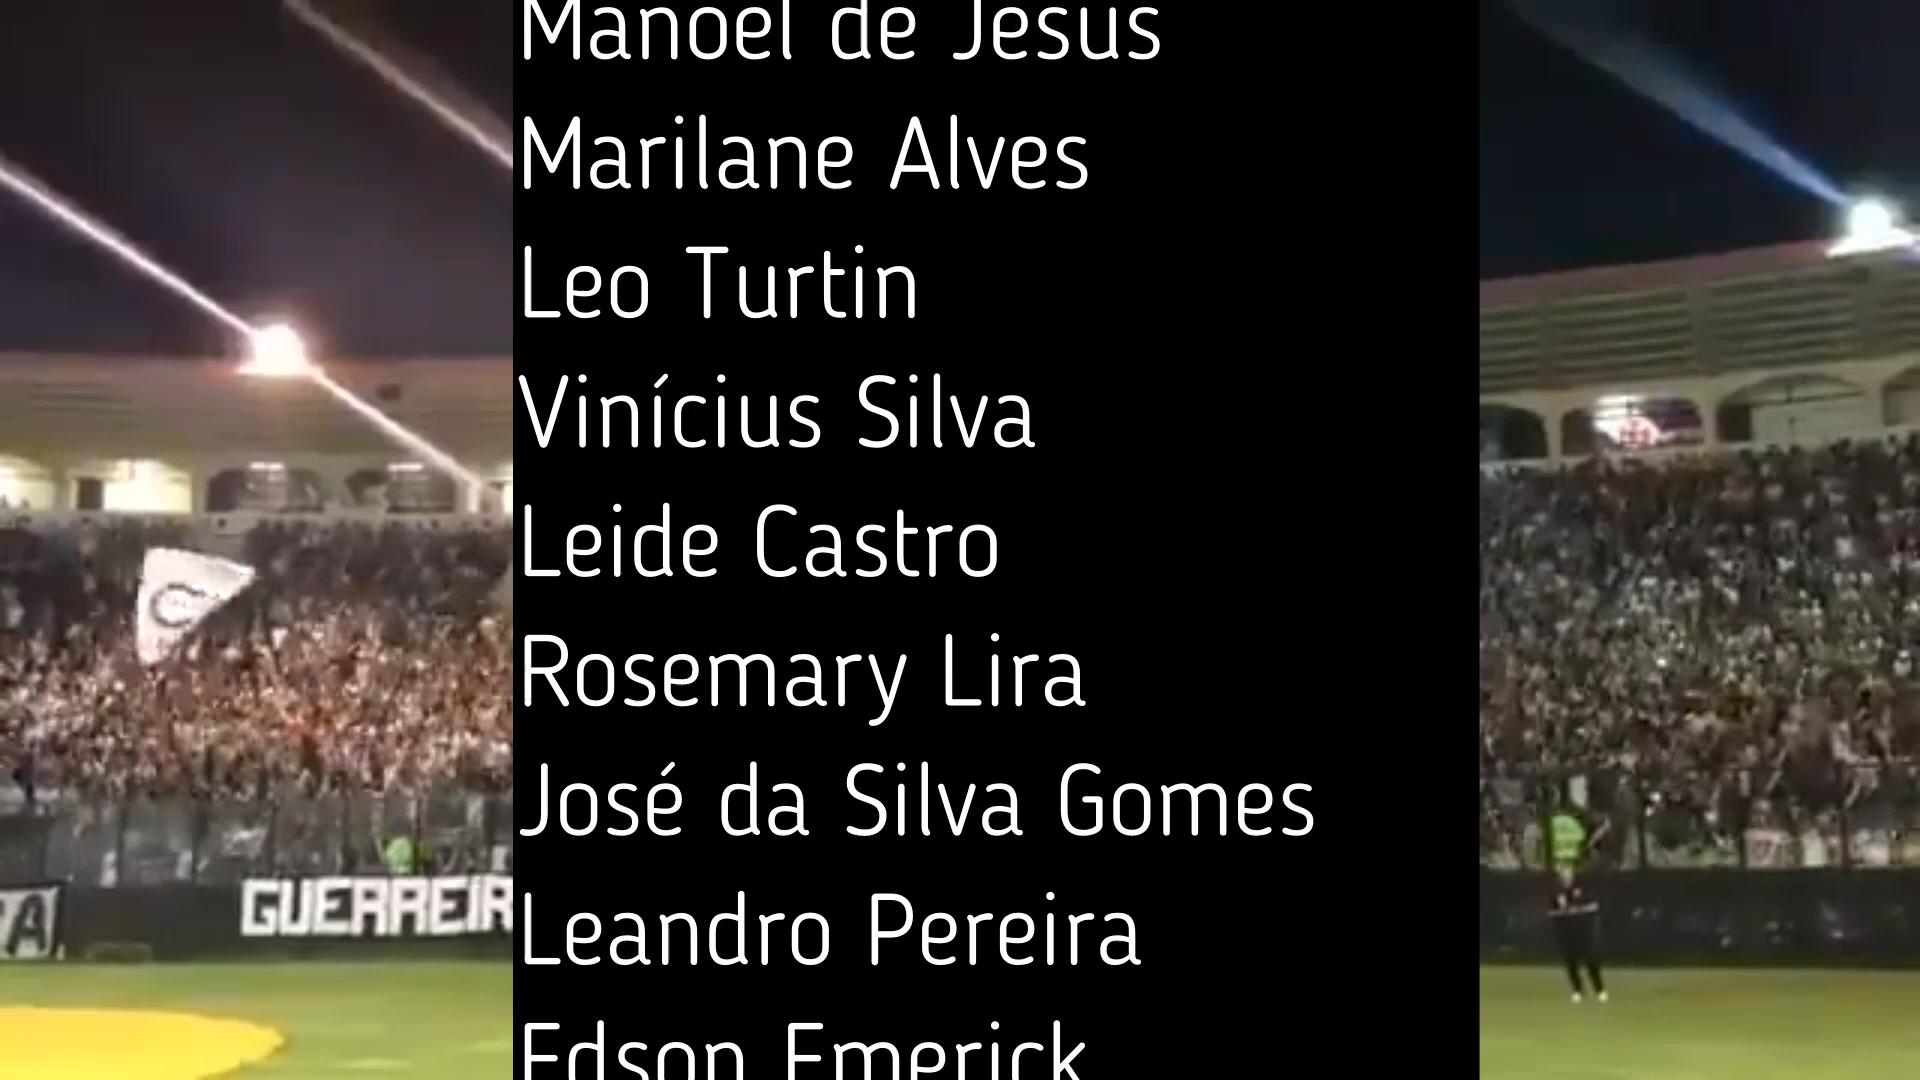 Manoel de Jesus
Marilane Alves
Leo Turtin
Vinícius Silva
Leide Castro
Rosemary Lira
José da Silva Gomes
Leandro Pereira
Edson Emerick
GUERREIR